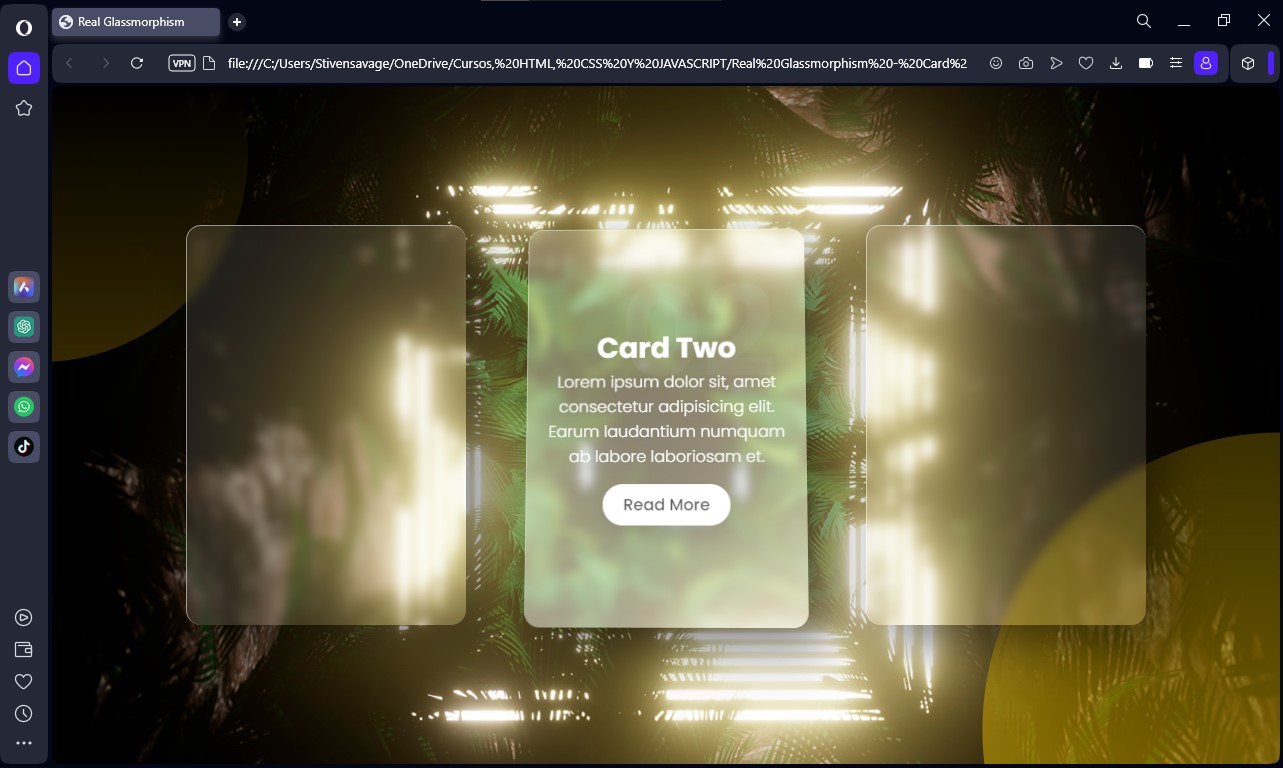 Real Glassmorphism
VPN
file:///C:/Users/Stivensavage/OneDrive/Cursos,%20HTML,%20CSS%20Y%20JAVASCRIPT/Real%20Glassmorphism%20-%20Card%2
Card Two
Lorem ipsum dolor sit, amet
consectetur adipisicing elit.
Earum laudantium numquam
ab labore laboriosam et.
Read More